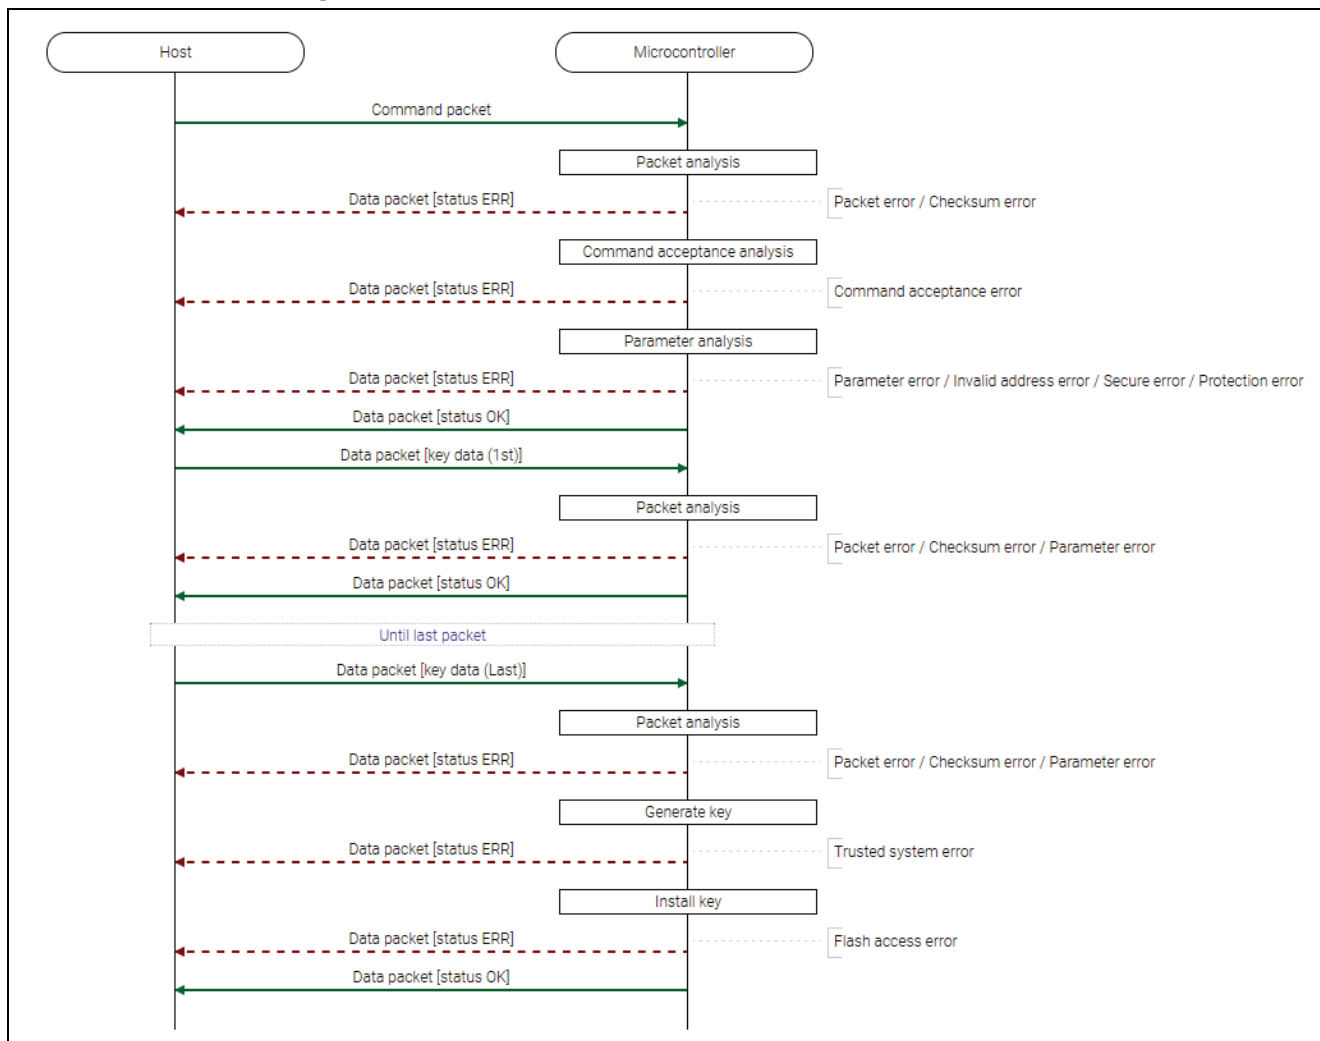 Host
Microcontroller
Command packet
Packet analysis
Data packet [status ERR]
Packet error / Checksum error
Command acceptance analysis
Data packet [status ERR]
Command acceptance error
Parameter analysis
Data packet [status ERR]
Parameter error / Invalid address error / Secure error / Protection error
Data packet [status OK]
Data packet [key data (1st)]
Packet analysis
Data packet [status ERR]
Packet error / Checksum error / Parameter error
Data packet [status OK]
Until last packet
Data packet [key data (Last)]
Packet analysis
Data packet [status ERR]
Packet error / Checksum error / Parameter error
Generate key
Data packet [status ERR]
Trusted system error
Install key
Data packet [status ERR]
Flash access error
Data packet [status OK]